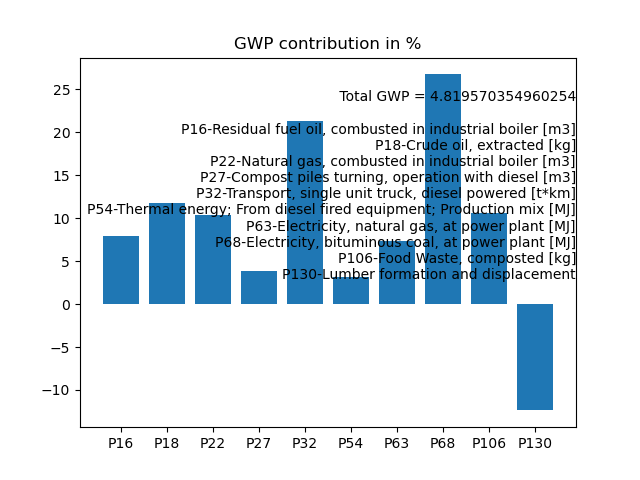 GWP contribution in %
25
20
15
10
5
0
−5
−10
Total GWP = 4.819570354960254
P16-Residual fuel oil, combusted in industrial boiler [m3]
P18-Crude oil, extracted [kg]
P22-Natural gas, combusted in industrial boiler [m3]
P27-Compost piles turning, operation with diesel [m3]
P32-Transport, single unit truck, diesel powered [t*km]
P54-Thermal energy; From diesel fired equipment; Production mix [MJ]
P63-Electricity, natural gas, at power plant [MJ]
P68-Electricity, bituminous coal, at power plant [MJ]
P106-Food Waste, composted [kg]
P130-Lumber formation and displacement
P16 P18 P22 P27 P32 P54 P63 P68 P106 P130